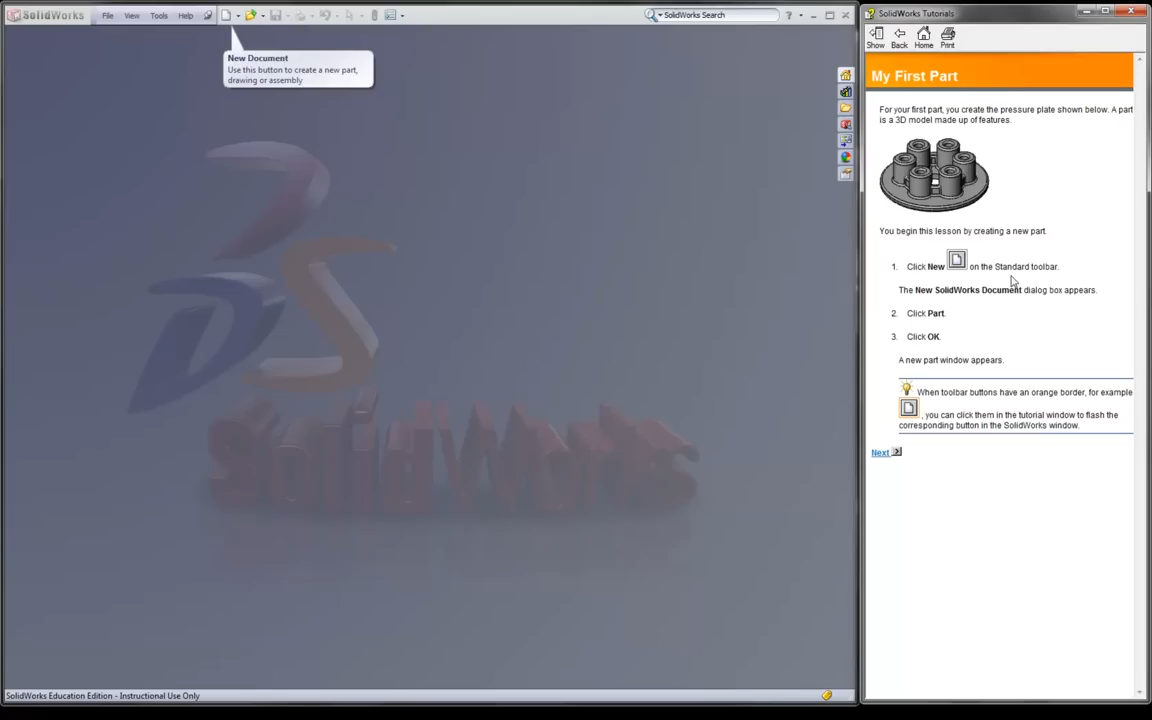 SolidWorks File View Tools Help SolidWorks Search ?
New Document
Use this button to create a new part,
drawing or assembly
SolidWorks
SolidWorks Education Edition - Instructional Use Only
SolidWorks Tutorials
Show Back Home Print
My First Part
For your first part, you create the pressure plate shown below. A part
is a 3D model made up of features.
You begin this lesson by creating a new part.
1. Click New on the Standard toolbar.
The New SolidWorks Document dialog box appears.
2. Click Part.
3. Click OK.
A new part window appears.
When toolbar buttons have an orange border, for example
, you can click them in the tutorial window to flash the
corresponding button in the SolidWorks window.
Next